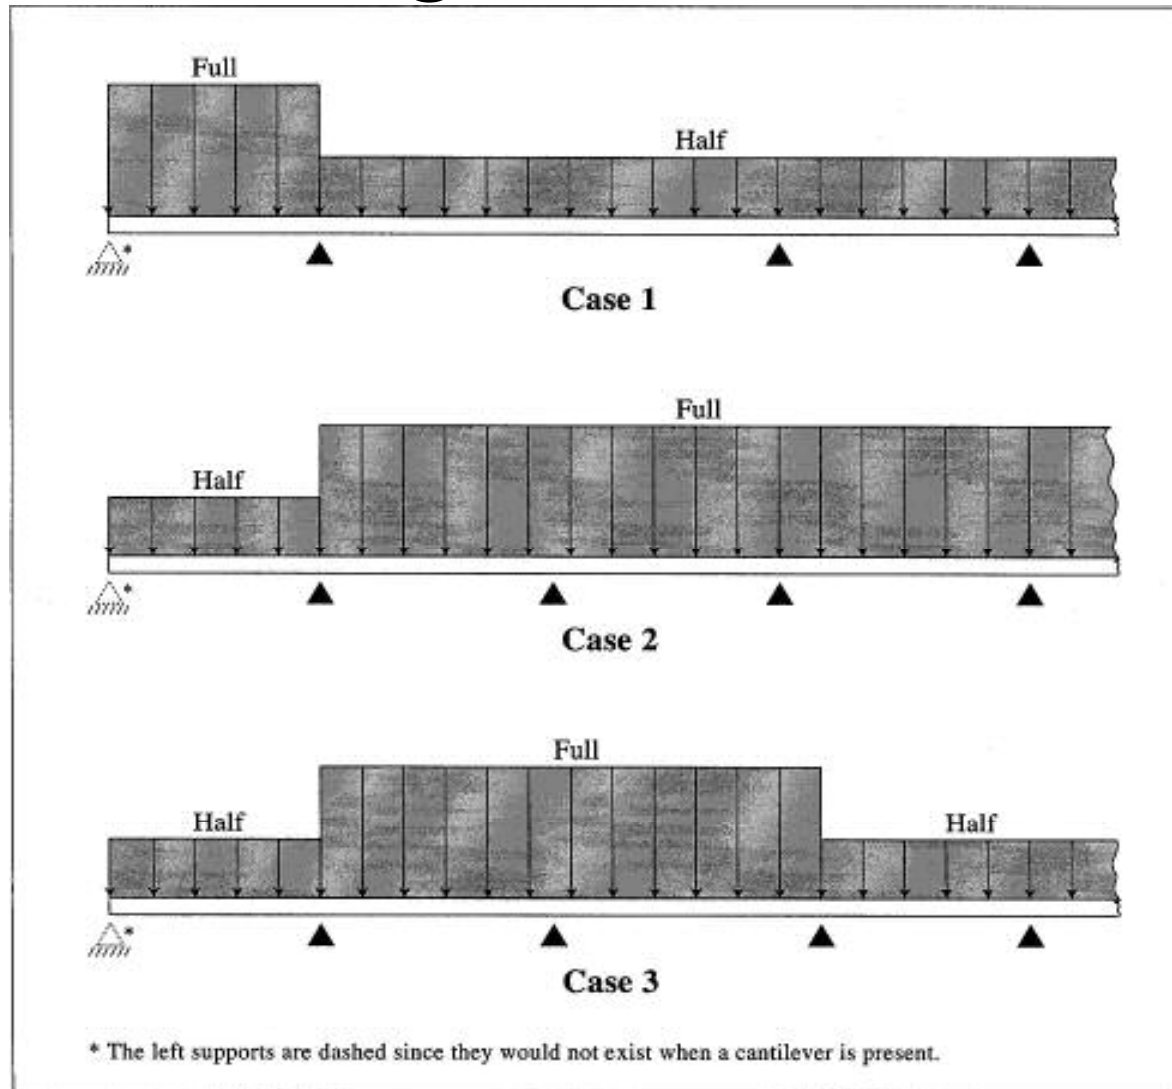 Full
Half
*
Case 1
Full
Half
*
Case 2
Full
Half
Half
*
Case 3
* The left supports are dashed since they would not exist when a cantilever is present.